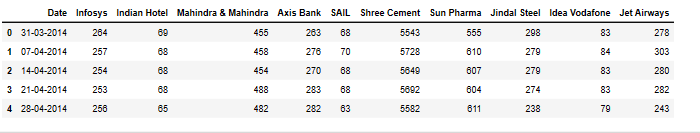 Date Infosys Indian Hotel Mahindra & Mahindra Axis Bank SAIL Shree Cement Sun Pharma Jindal Steel Idea Vodafone Jet Airways
0 31-03-2014 264 69 455 263 68 5543 555 298 83 278
1 07-04-2014 257 68 458 276 70 5728 610 279 84 303
2 14-04-2014 254 68 454 270 68 5649 607 279 83 280
3 21-04-2014 253 68 488 283 68 5692 604 274 83 282
4 28-04-2014 256 65 482 282 63 5582 611 238 79 243